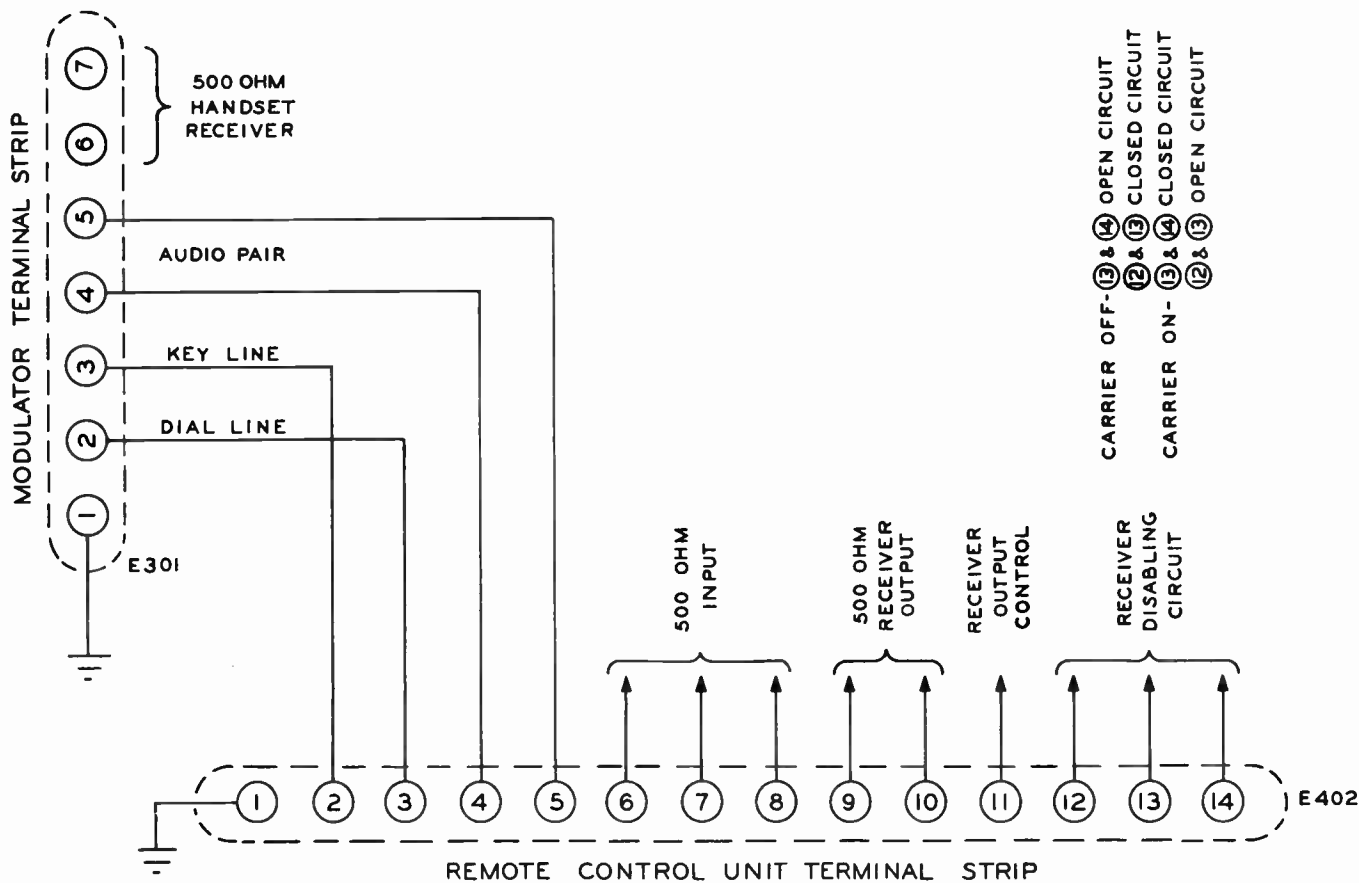 MODULATOR TERMINAL STRIP
7
6
5
4
3
2
1
500 OHM
HANDSET
RECEIVER
AUDIO PAIR
KEY LINE
DIAL LINE
E301
CARRIER OFF- 13 & 14 OPEN CIRCUIT
12 & 13 CLOSED CIRCUIT
CARRIER ON- 13 & 14 CLOSED CIRCUIT
12 & 13 OPEN CIRCUIT
500 OHM
INPUT
500 OHM
RECEIVER
OUTPUT
RECEIVER
OUTPUT
CONTROL
RECEIVER
DISABLING
CIRCUIT
1 2 3 4 5 6 7 8 9 10 11 12 13 14
E402
REMOTE CONTROL UNIT TERMINAL STRIP